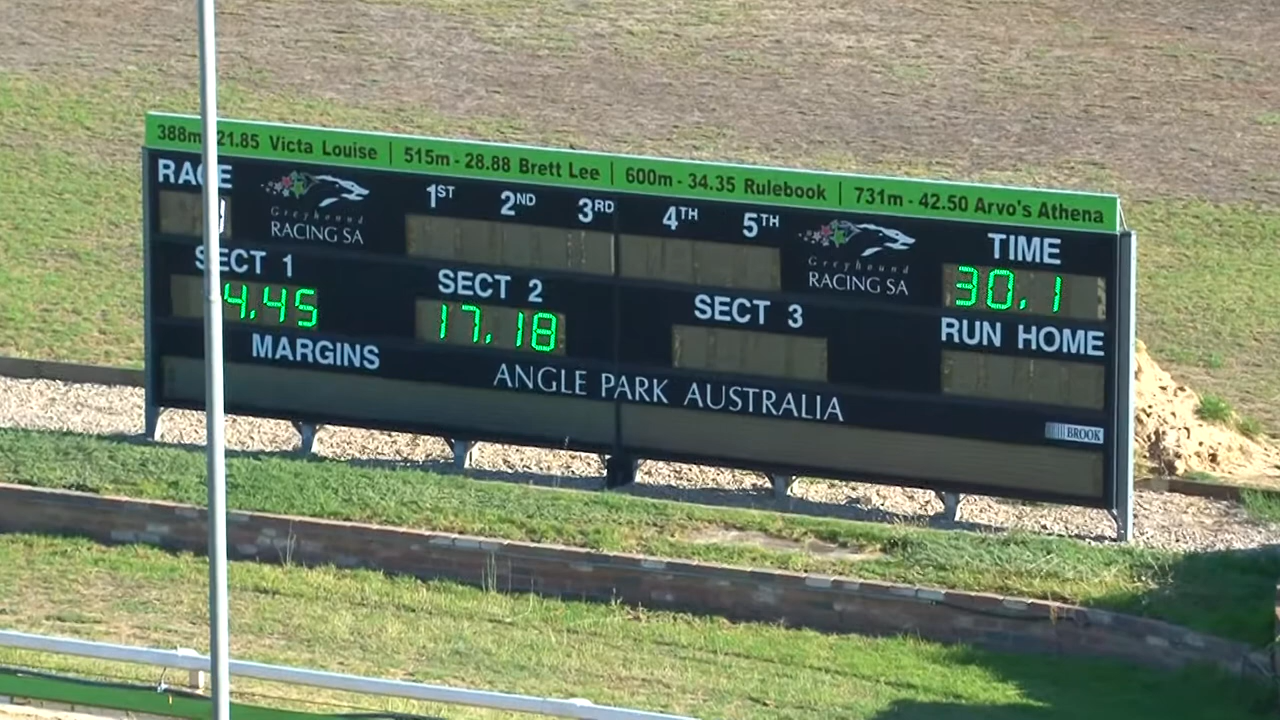 388m 21.85 Victa Louise | 515m - 28.88 Brett Lee | 600m - 34.35 Rulebook | 731m - 42.50 Arvo's Athena
RACE
Greyhound
RACING SA
1ST 2ND 3RD 4TH 5TH
Greyhound
RACING SA
TIME
30.1
SECT 1
4.45
SECT 2
17.18
SECT 3
RUN HOME
MARGINS
ANGLE PARK AUSTRALIA
BROOK